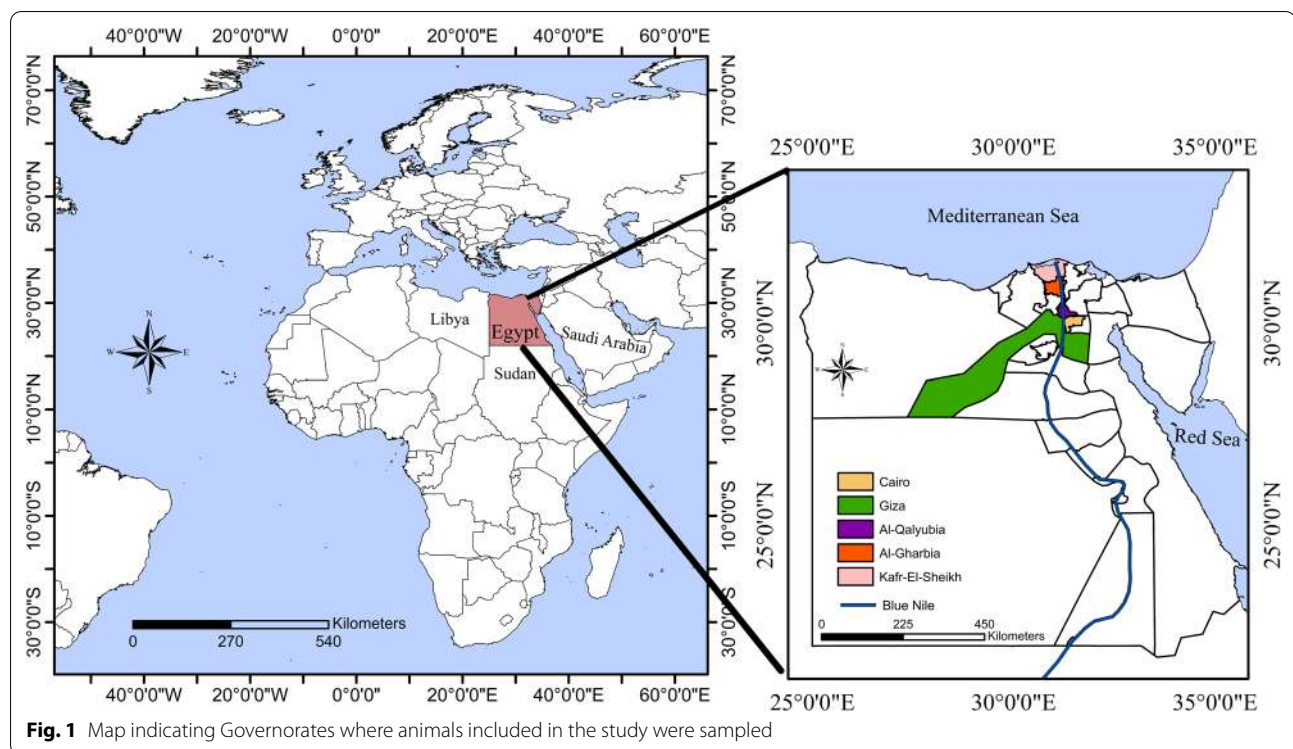 40°0'0"W 20°0'0"W 0°0'0" 20°0'0"E 40°0'0"E 60°0'0"E
70°0'0"N
50°0'0"N
30°0'0"N
10°0'0"N
10°0'0"S
30°0'0"S
Libya
Egypt
Saudi Arabia
Sudan
N
W E
S
Kilometers
0 270 540
70°0'0"N
50°0'0"N
30°0'0"N
10°0'0"N
10°0'0"S
30°0'0"S
40°0'0"W 20°0'0"W 0°0'0" 20°0'0"E 40°0'0"E 60°0'0"E
25°0'0"E 30°0'0"E 35°0'0"E
Mediterranean Sea
30°0'0"N
25°0'0"N
N
W E
S
Red Sea
Cairo
Giza
Al-Qalyubia
Al-Gharbia
Kafr-El-Sheikh
Blue Nile
0 225 450
Kilometers
30°0'0"N
25°0'0"N
25°0'0"E 30°0'0"E 35°0'0"E
Fig. 1 Map indicating Governorates where animals included in the study were sampled